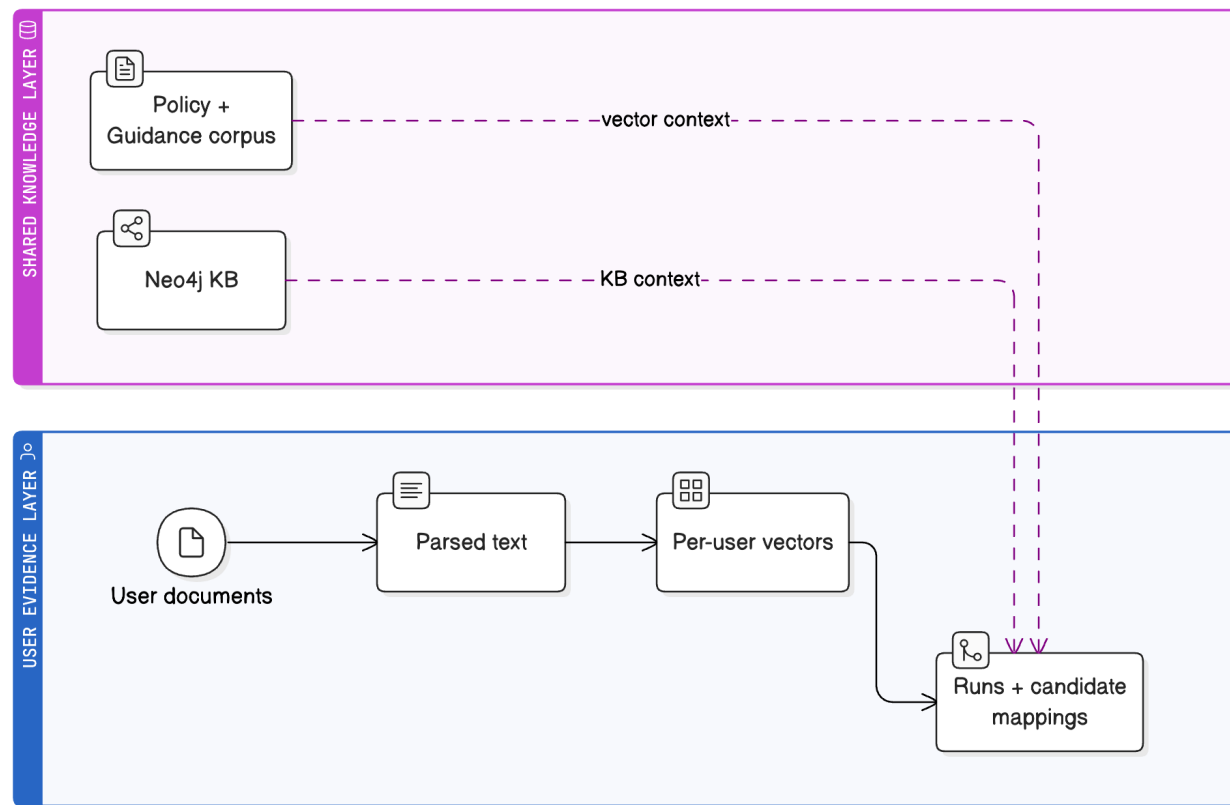 SHARED KNOWLEDGE LAYER
Policy +
Guidance corpus
vector context
Neo4j KB
KB context
USER EVIDENCE LAYER
User documents
Parsed text
Per-user vectors
Runs + candidate
mappings